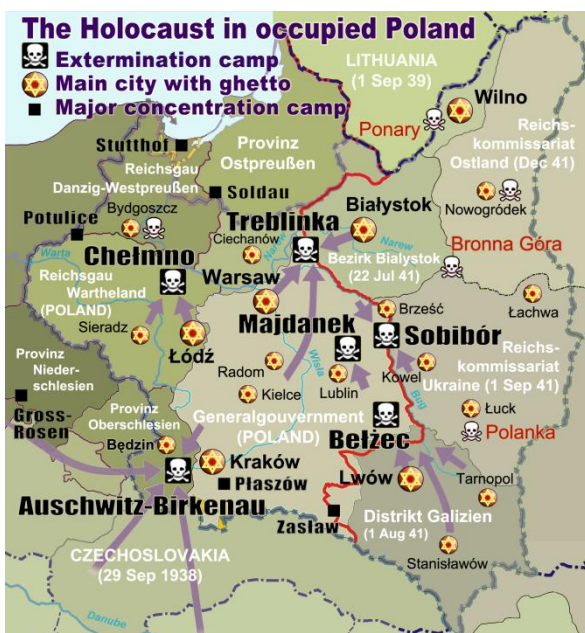 The Holocaust in occupied Poland
Extermination camp
Main city with ghetto
Major concentration camp
LITHUANIA
(1 Sep 39)
Wilno
Ponary
Reichs-
kommissariat
Ostland (Dec 41)
Stutthof
Provinz
Ostpreußen
Reichsgau
Danzig-Westpreußen
Soldau
Nowogródek
Potulice
Bydgoszcz
Treblinka
Białystok
Ciechanów
Narew
Narew
Bronna Góra
Chełmno
Warta
Warsaw
Bezirk Bialystok
(22 Jul 41)
Reichsgau
Wartheland
(POLAND)
Brześć
Łachwa
Majdanek
Sobibór
Sieradz
Łódź
Wisla
Reichs-
kommissariat
Ukraine (1 Sep 41)
Provinz
Nieder-
schlesien
Radom
Lublin
Kowel
Bug
Kielce
Gross-
Rosen
Provinz
Oberschlesien
Generalgouvernment
(POLAND)
Łuck
Polanka
Bełżec
Będzin
Kraków
Płaszów
Lwów
Tarnopol
Auschwitz-Birkenau
Zasław
Distrikt Galizien
(1 Aug 41)
CZECHOSLOVAKIA
(29 Sep 1938)
Stanisławów
Danube